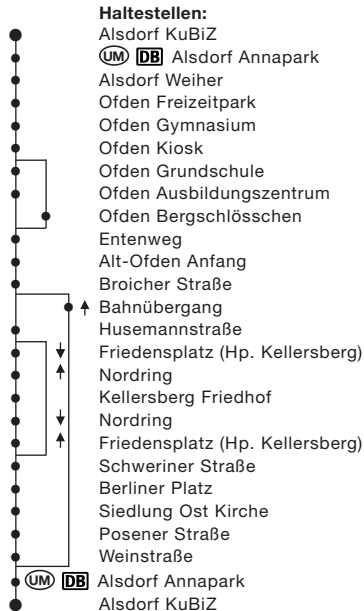 Haltestellen:
Alsdorf KuBiZ
UM DB Alsdorf Annapark
Alsdorf Weiher
Ofden Freizeitpark
Ofden Gymnasium
Ofden Kiosk
Ofden Grundschule
Ofden Ausbildungszentrum
Ofden Bergschlösschen
Entenweg
Alt-Ofden Anfang
Broicher Straße
Bahnübergang
Husemannstraße
Friedensplatz (Hp. Kellersberg)
Nordring
Kellersberg Friedhof
Nordring
Friedensplatz (Hp. Kellersberg)
Schweriner Straße
Berliner Platz
Siedlung Ost Kirche
Posener Straße
Weinstraße
UM DB Alsdorf Annapark
Alsdorf KuBiZ